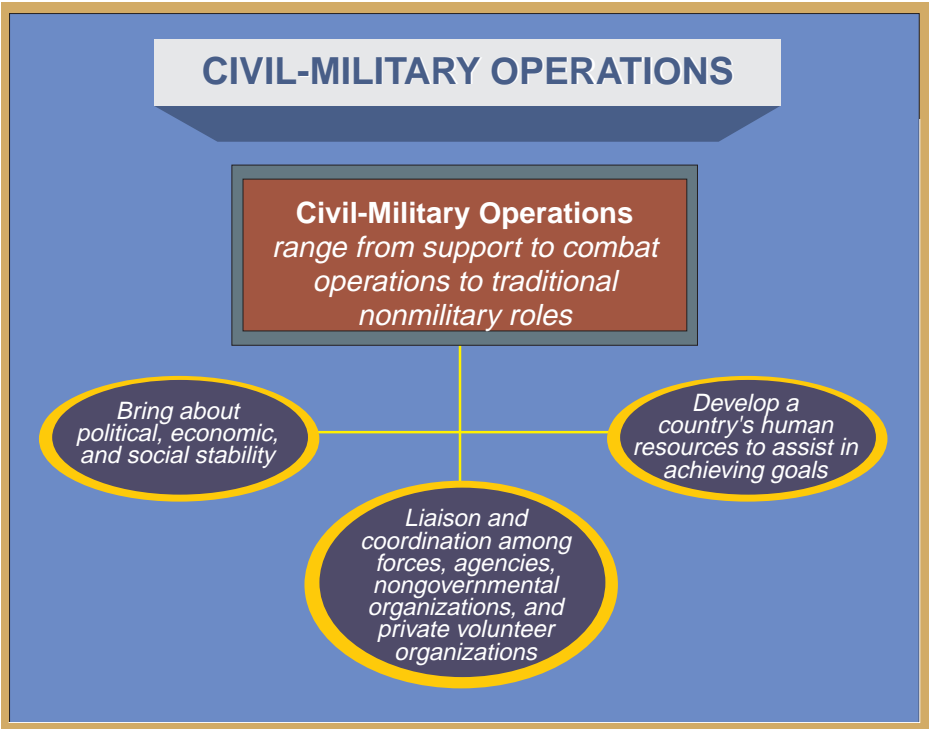 CIVIL-MILITARY OPERATIONS
Civil-Military Operations
range from support to combat
operations to traditional
nonmilitary roles
Bring about
political, economic,
and social stability
Develop a
country's human
resources to assist in
achieving goals
Liaison and
coordination among
forces, agencies,
nongovernmental
organizations, and
private volunteer
organizations